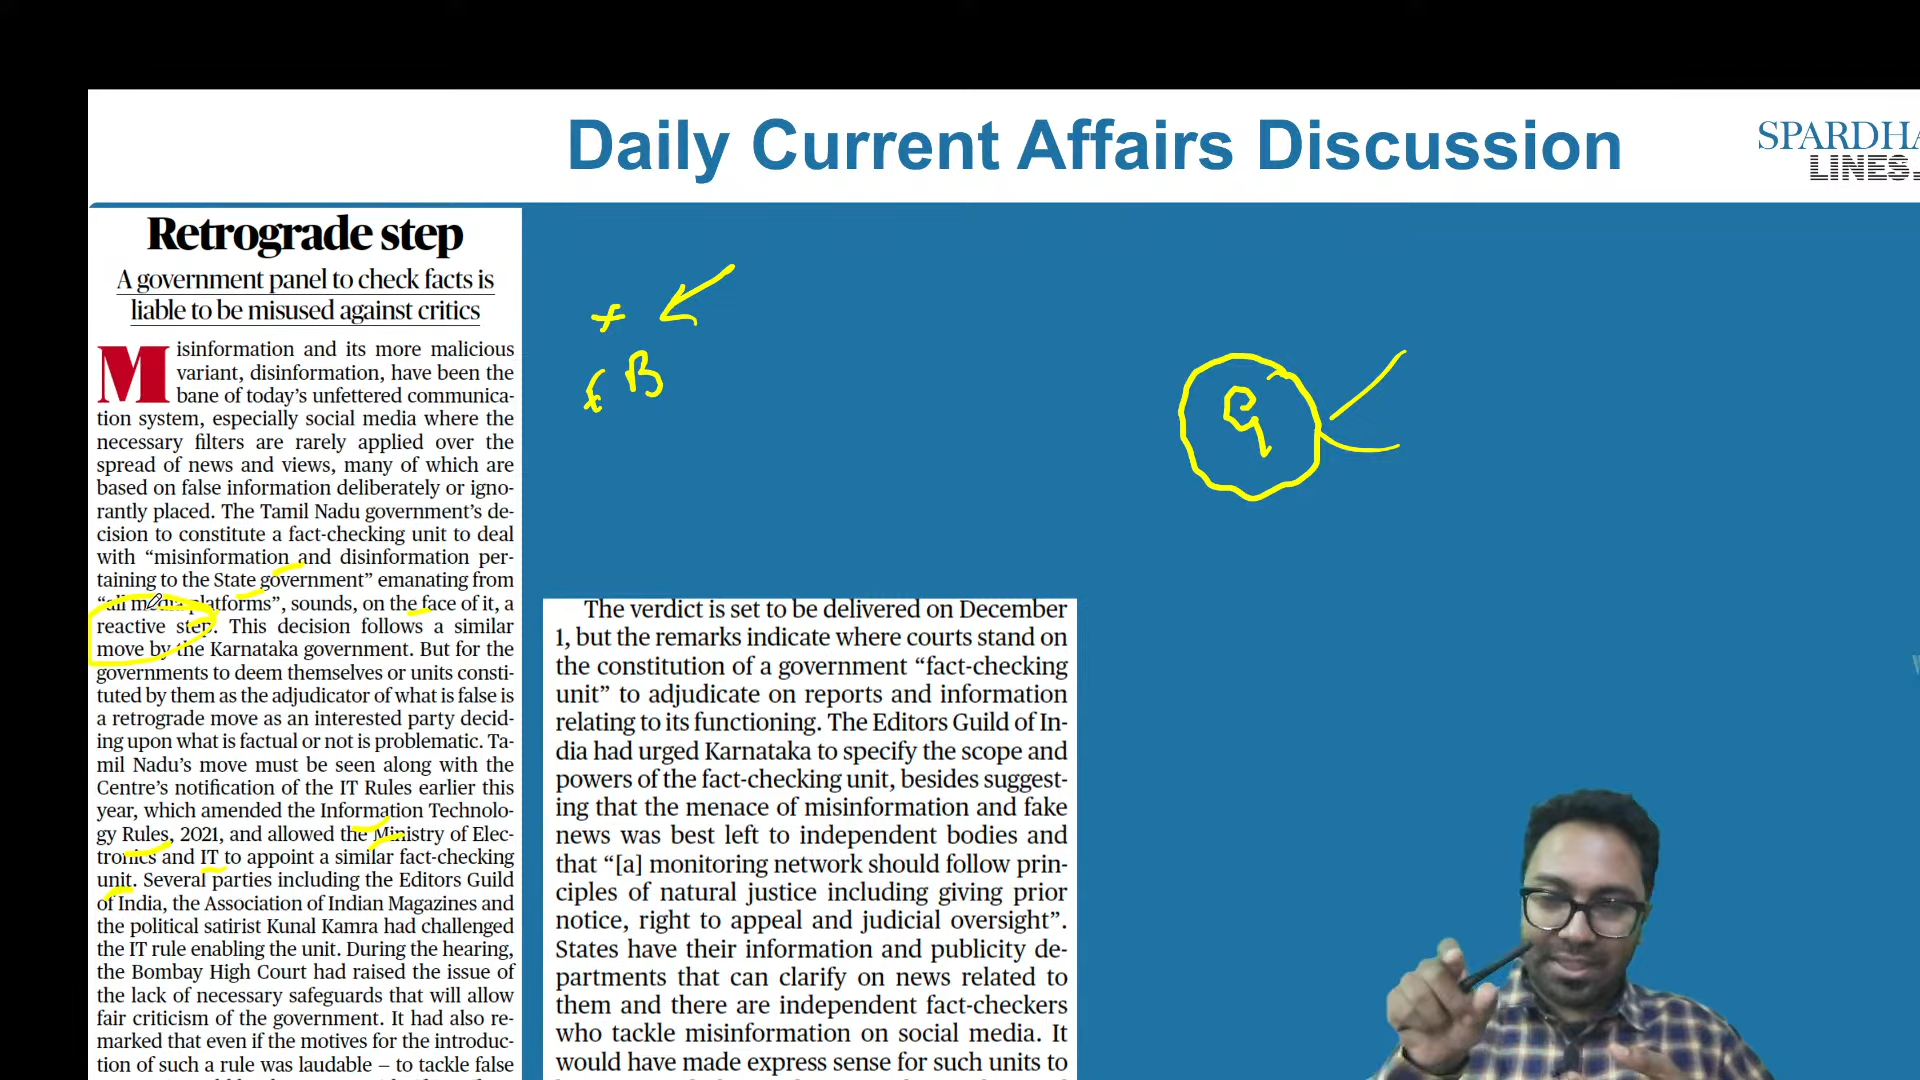 Daily Current Affairs Discussion
SPARDHA
LINES.
Retrograde step
A government panel to check facts is
liable to be misused against critics
Misinformation and its more malicious
variant, disinformation, have been the
bane of today's unfettered communica-
tion system, especially social media where the
necessary filters are rarely applied over the
spread of news and views, many of which are
based on false information deliberately or igno-
rantly placed. The Tamil Nadu government's de-
cision to constitute a fact-checking unit to deal
with “misinformation and disinformation per-
taining to the State government” emanating from
“all media platforms”, sounds, on the face of it, a
reactive step. This decision follows a similar
move by the Karnataka government. But for the
governments to deem themselves or units consti-
tuted by them as the adjudicator of what is false is
a retrograde move as an interested party decid-
ing upon what is factual or not is problematic. Ta-
mil Nadu's move must be seen along with the
Centre's notification of the IT Rules earlier this
year, which amended the Information Technolo-
gy Rules, 2021, and allowed the Ministry of Elec-
tronics and IT to appoint a similar fact-checking
unit. Several parties including the Editors Guild
of India, the Association of Indian Magazines and
the political satirist Kunal Kamra had challenged
the IT rule enabling the unit. During the hearing,
the Bombay High Court had raised the issue of
the lack of necessary safeguards that will allow
fair criticism of the government. It had also re-
marked that even if the motives for the introduc-
tion of such a rule was laudable – to tackle false
B
The verdict is set to be delivered on December
1, but the remarks indicate where courts stand on
the constitution of a government “fact-checking
unit” to adjudicate on reports and information
relating to its functioning. The Editors Guild of In-
dia had urged Karnataka to specify the scope and
powers of the fact-checking unit, besides suggest-
ing that the menace of misinformation and fake
news was best left to independent bodies and
that “[a] monitoring network should follow prin-
ciples of natural justice including giving prior
notice, right to appeal and judicial oversight”.
States have their information and publicity de-
partments that can clarify on news related to
them and there are independent fact-checkers
who tackle misinformation on social media. It
would have made express sense for such units to